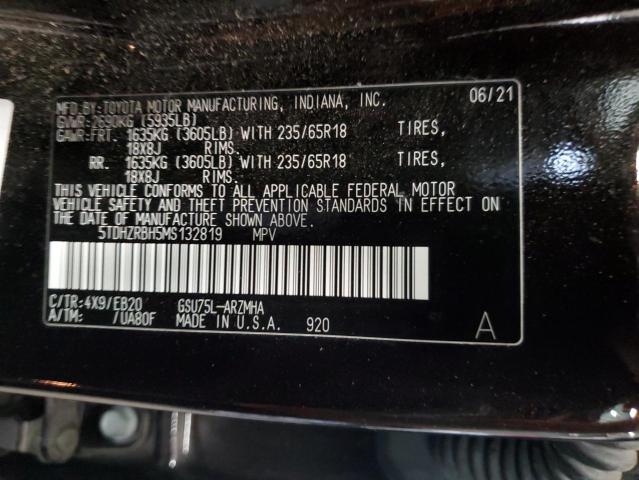 MFD.BY:TOYOTA MOTOR MANUFACTURING, INDIANA, INC. 06/21
GVWR:2690KG (5935LB)
GAWR:FRT. 1635KG (3605LB) WITH 235/65R18 TIRES,
18X8J RIMS.
RR. 1635KG (3605LB) WITH 235/65R18 TIRES,
18X8J RIMS.
THIS VEHICLE CONFORMS TO ALL APPLICABLE FEDERAL MOTOR
VEHICLE SAFETY AND THEFT PREVENTION STANDARDS IN EFFECT ON
THE DATE OF MANUFACTURE SHOWN ABOVE.
5TDHZRBH5MS132819 MPV
C/TR:4X9/EB20 GSU75L-ARZMHA
A/TM: /UA80F MADE IN U.S.A. 920 A